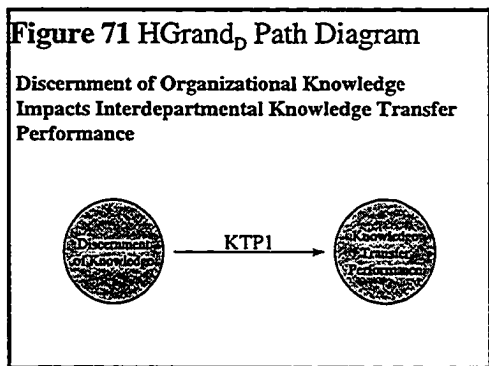 Figure 71 HGrand_D Path Diagram
Discernment of Organizational Knowledge
Impacts Interdepartmental Knowledge Transfer
Performance
Discernment
of Knowledge
KTP1
Knowledge
Transfer
Performance